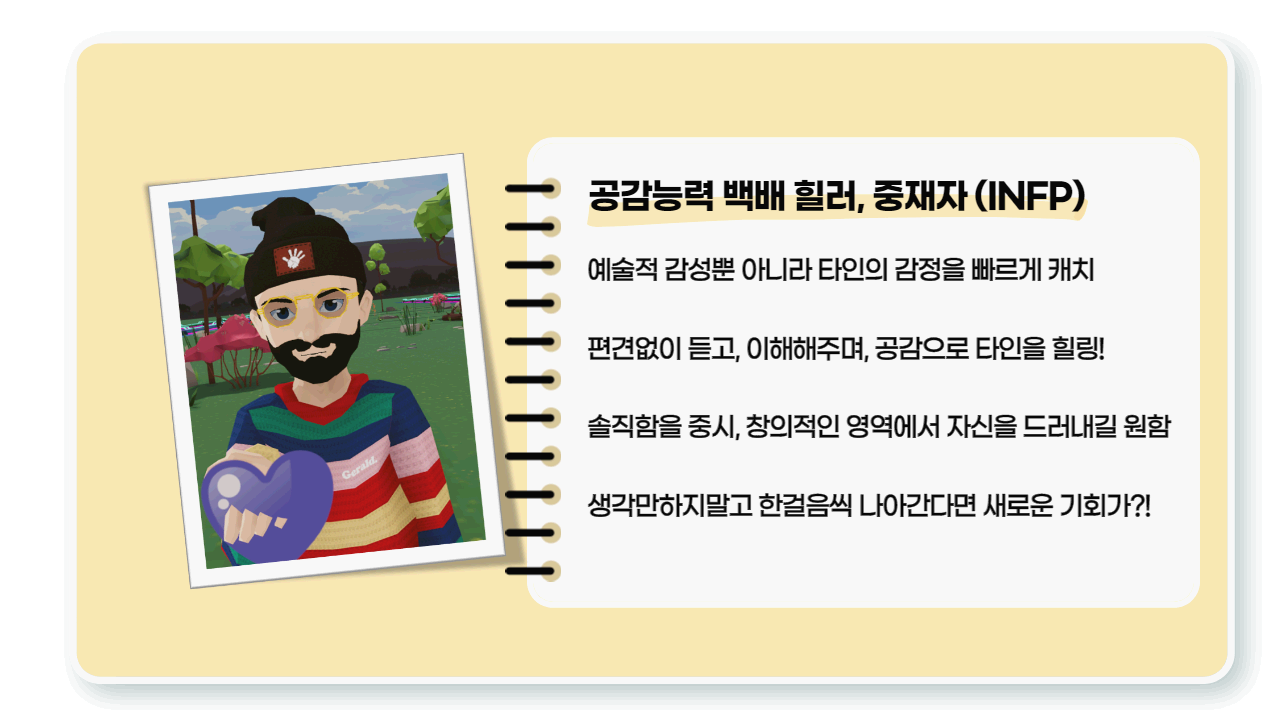 공감능력 백배 힐러, 중재자 (INFP)
예술적 감성뿐 아니라 타인의 감정을 빠르게 캐치
편견없이 듣고, 이해해주며, 공감으로 타인을 힐링!
솔직함을 중시, 창의적인 영역에서 자신을 드러내길 원함
생각만하지말고 한걸음씩 나아간다면 새로운 기회가?!
Gerald.